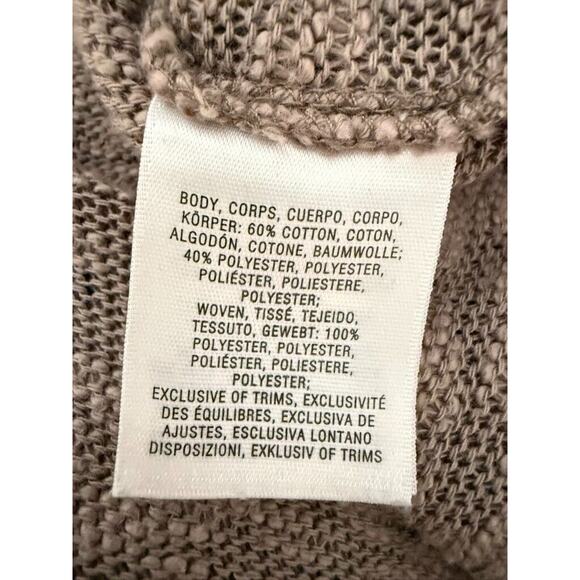 BODY, CORPS, CUERPO, CORPO,
KÖRPER: 60% COTTON, COTON,
ALGODÓN, COTONE, BAUMWOLLE;
40% POLYESTER, POLYESTER,
POLIÉSTER, POLIESTERE,
POLYESTER;
WOVEN, TISSÉ, TEJEIDO,
TESSUTO, GEWEBT: 100%
POLYESTER, POLYESTER,
POLIÉSTER, POLIESTERE,
POLYESTER;
EXCLUSIVE OF TRIMS, EXCLUSIVITÉ
DES ÉQUILIBRES, EXCLUSIVA DE
AJUSTES, ESCLUSIVA LONTANO
DISPOSIZIONI, EXKLUSIV OF TRIMS